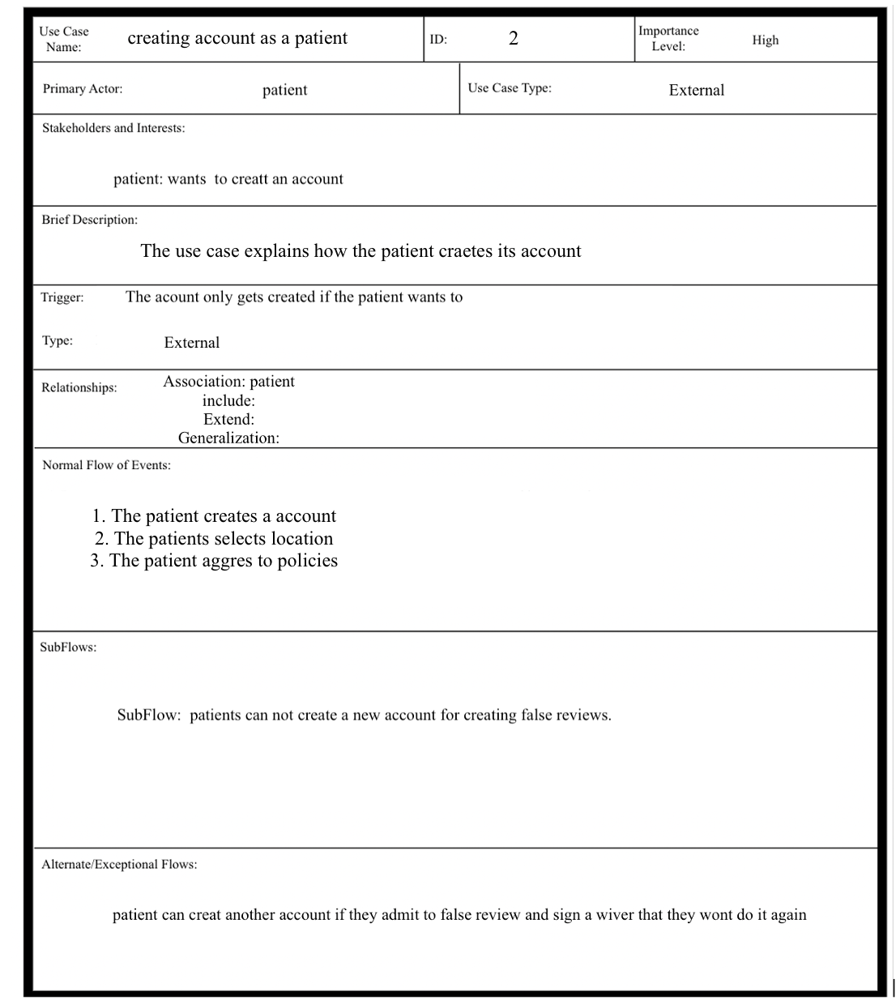 Use Case Name: creating account as a patient ID: 2 Importance Level: High
Primary Actor: patient Use Case Type: External
Stakeholders and Interests:
patient: wants  to creatt an account
Brief Description:
The use case explains how the patient craetes its account
Trigger: The acount only gets created if the patient wants to
Type: External
Relationships: Association: patient
include:
Extend:
Generalization:
Normal Flow of Events:
1. The patient creates a account
2. The patients selects location
3. The patient aggres to policies
SubFlows:
SubFlow:  patients can not create a new account for creating false reviews.
Alternate/Exceptional Flows:
patient can creat another account if they admit to false review and sign a wiver that they wont do it again